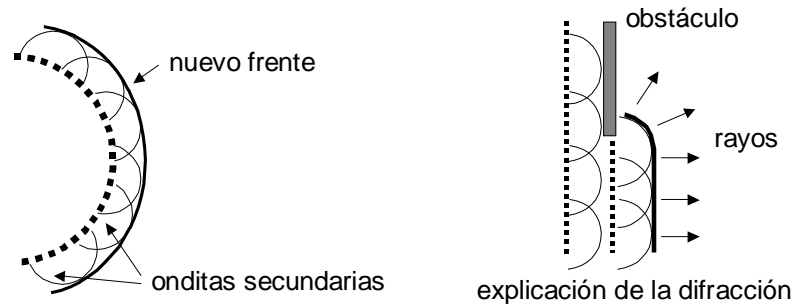 nuevo frente
onditas secundarias
obstáculo
rayos
explicación de la difracción